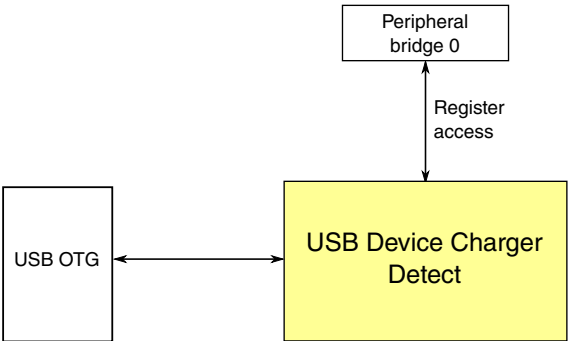 Peripheral
bridge 0
Register
access
USB OTG
USB Device Charger
Detect